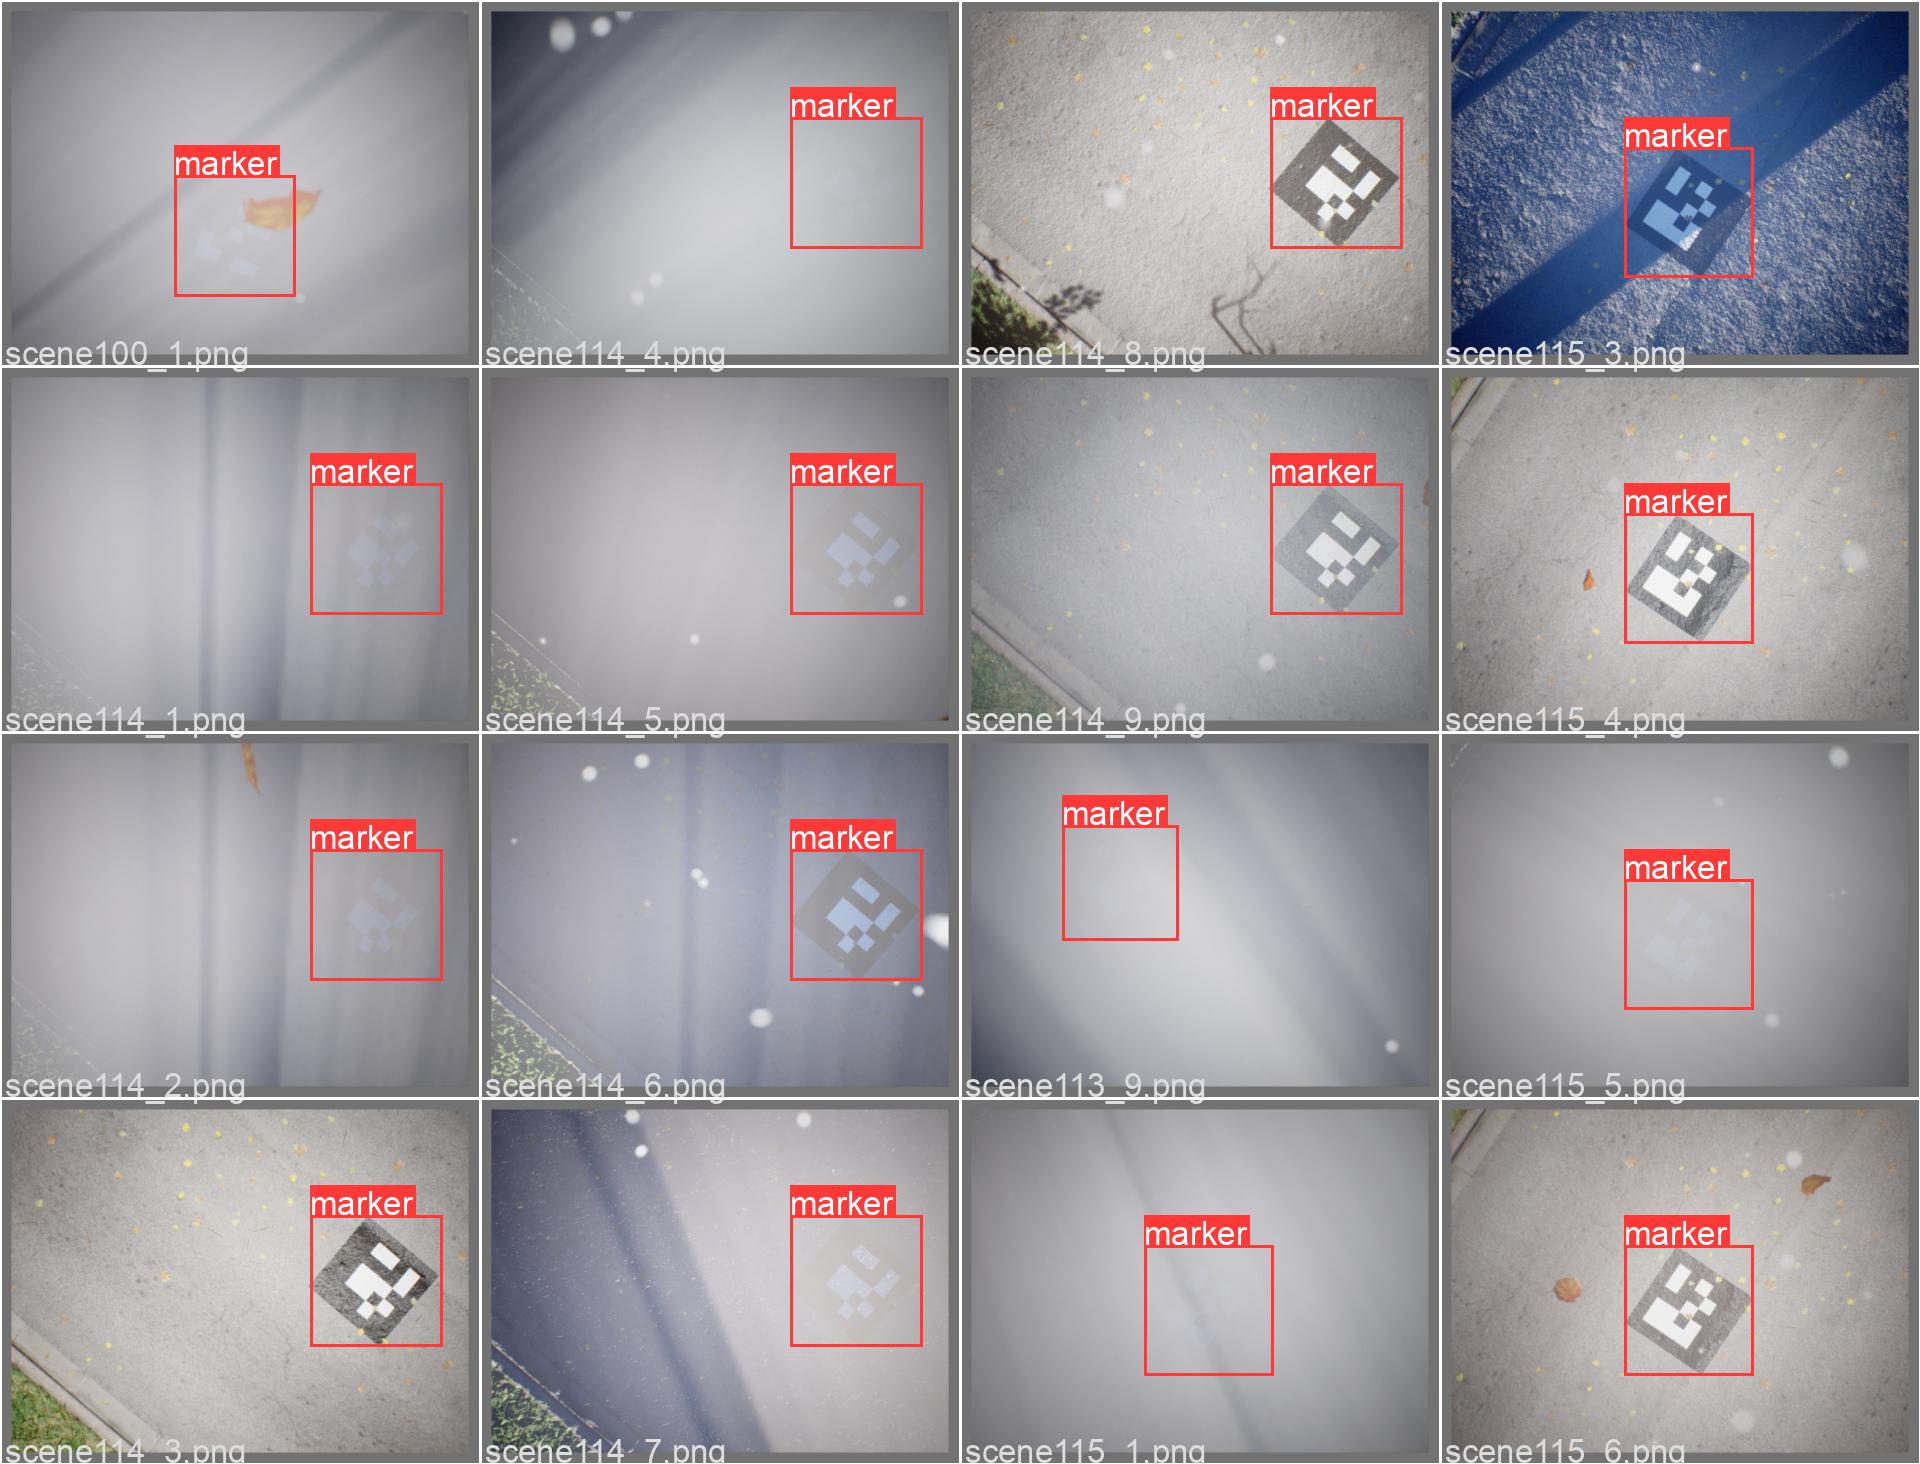 marker
scene100_1.png
marker
scene114_4.png
marker
scene114_8.png
marker
scene115_3.png
marker
scene114_1.png
marker
scene114_5.png
marker
scene114_9.png
marker
scene115_4.png
marker
scene114_2.png
marker
scene114_6.png
marker
scene113_9.png
marker
scene115_5.png
marker
scene114_3.png
marker
scene114_7.png
marker
scene115_1.png
marker
scene115_6.png